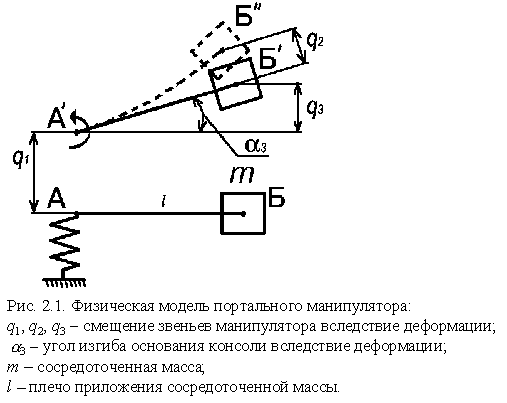 Б"
q2
Б'
А'
q3
α3
q1
m
А
l
Б
Рис. 2.1. Физическая модель портального манипулятора:
q1, q2, q3 – смещение звеньев манипулятора вследствие деформации;
α3 – угол изгиба основания консоли вследствие деформации;
m – сосредоточенная масса;
l – плечо приложения сосредоточенной массы.